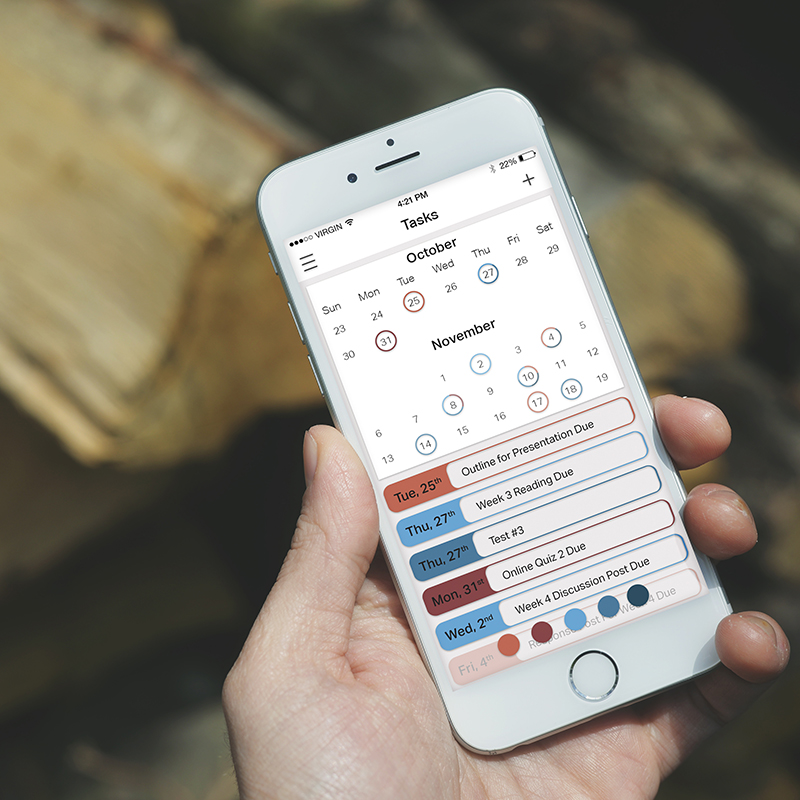 VIRGIN 4:21 PM 22%
Tasks +
October
Sun Mon Tue Wed Thu Fri Sat
23 24 25 26 27 28 29
30 31
November
1 2 3 4 5
6 7 8 9 10 11 12
13 14 15 16 17 18 19
Tue, 25th Outline for Presentation Due
Thu, 27th Week 3 Reading Due
Thu, 27th Test #3
Mon, 31st Online Quiz 2 Due
Wed, 2nd Week 4 Discussion Post Due
Fri, 4th Response Post Week 4 Due